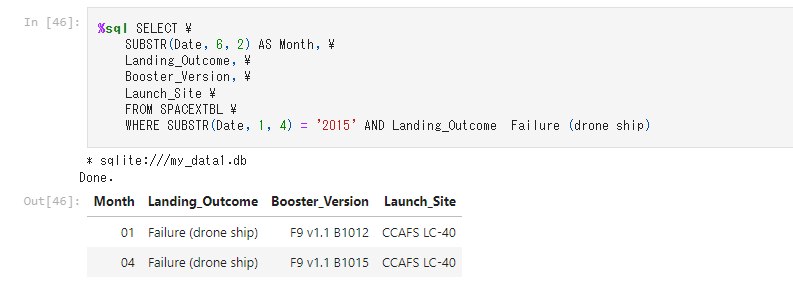 In [46]:
%sql SELECT ¥
SUBSTR(Date, 6, 2) AS Month, ¥
Landing_Outcome, ¥
Booster_Version, ¥
Launch_Site ¥
FROM SPACEXTBL ¥
WHERE SUBSTR(Date, 1, 4) = '2015' AND Landing_Outcome  Failure (drone ship)
* sqlite:///my_data1.db
Done.
Out[46]:
Month Landing_Outcome Booster_Version Launch_Site
01 Failure (drone ship) F9 v1.1 B1012 CCAFS LC-40
04 Failure (drone ship) F9 v1.1 B1015 CCAFS LC-40